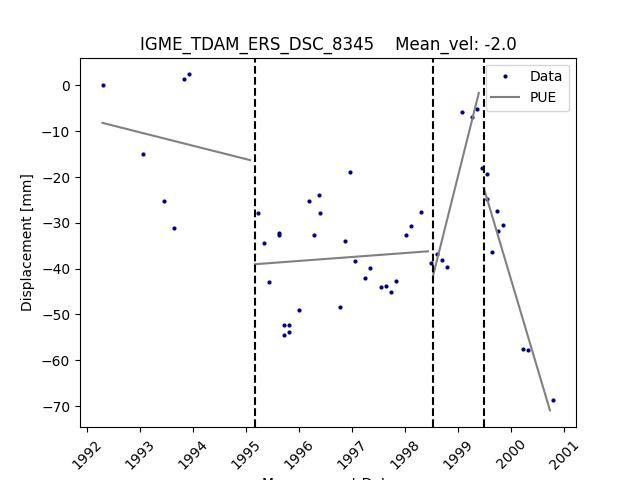 IGME_TDAM_ERS_DSC_8345    Mean_vel: -2.0
Data
PUE
Displacement [mm]
0
−10
−20
−30
−40
−50
−60
−70
1992 1993 1994 1995 1996 1997 1998 1999 2000 2001